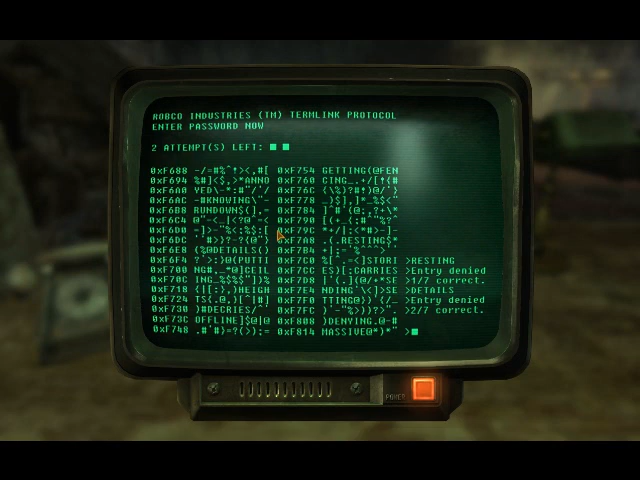 ROBCO INDUSTRIES (TM) TERMLINK PROTOCOL
ENTER PASSWORD NOW
2 ATTEMPT(S) LEFT: ■ ■
0xF688 -/=#%^!><,#[ 0xF754 GETTING(@FEN
0xF694 %#]<$,>*ANNO 0xF760 CING_.+/[!{#
0xF6A0 YED\-*:#"/'/ 0xF76C {\%)?#!)@/'}
0xF6AC -#KNOWING\"- 0xF778 _)$],]*_%$<"
0xF6B8 RUNDOWN$(],= 0xF784 ]^#'(@:,?+\*
0xF6C4 @"-<_|<?@^=< 0xF790 [(+_(:#"^%?^
0xF6D0 -]>-"%<:%$:[ 0xF79C *+/|:<*#>-]-
0xF6DC '^#>)?-?{@") 0xF7A8 .(.RESTING$*
0xF6E8 (%@DETAILS() 0xF7B4 +|:='%^^^>'
0xF6F4 ?`>:)@(PUTTI 0xF7C0 %[^.=<]STORI >RESTING
0xF700 NG#,_*@]CEIL 0xF7CC ES)[:CARRIES >Entry denied
0xF70C ING_%$%$"])% 0xF7D8 |'(.](@/+*SE >1/7 correct.
0xF718 <|[:),)HEIGH 0xF7E4 NDING'\<]>SE >DETAILS
0xF724 TS(.@,)[^|#] 0xF7F0 TTING@))'{/_ >Entry denied
0xF730 )#DECRIES/^' 0xF7FC )'-"%>))?>". >2/7 correct.
0xF73C OFFLINE]$@|@ 0xF808 )DENYING.@-#
0xF748 .#'#)=?(>):= 0xF814 MASSIVE@*)*" >■
POWER